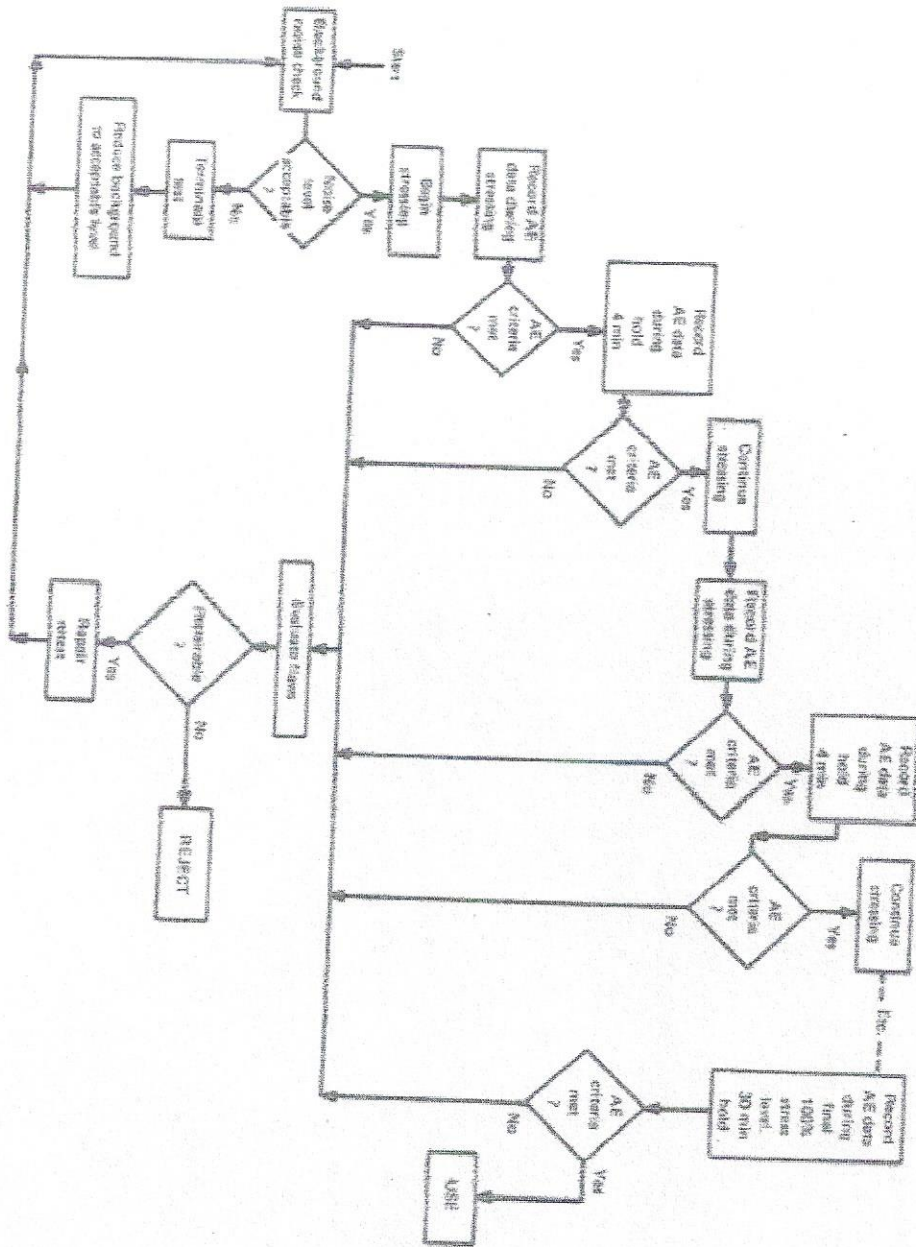 Start
Background
noise check
Noise
level
acceptable
?
Yes
No
Terminate
test
Reduce background
to acceptable level
Begin
stressing
Record AE
data during
stressing
AE
criteria
met
?
Yes
No
Record
AE data
during
hold
4 min
AE
criteria
met
?
Yes
No
Continue
stressing
Record AE
data during
stressing
AE
criteria
met
?
Yes
No
Record
AE data
during
hold
4 min
AE
criteria
met
?
Yes
No
Continue
stressing
Etc.
Record
AE data
during
final
100%
stress
level.
30 min
hold
AE
criteria
met
?
Yes
No
USE
Evaluate flaws
Repairable
?
Yes
No
Repair
retest
REJECT